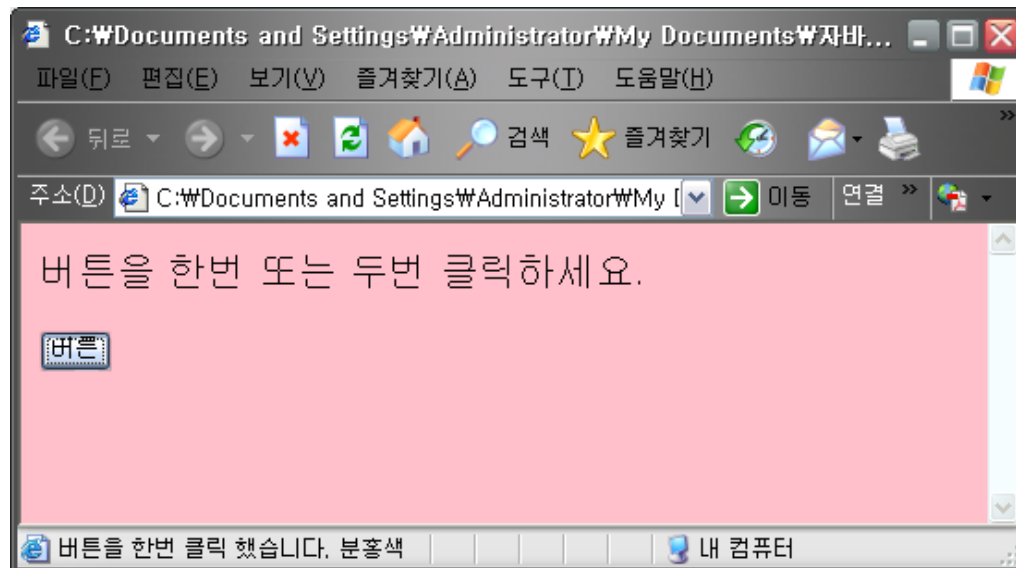 C:₩Documents and Settings₩Administrator₩My Documents₩자바...
파일(F) 편집(E) 보기(V) 즐겨찾기(A) 도구(T) 도움말(H)
뒤로 검색 즐겨찾기 »
주소(D) C:₩Documents and Settings₩Administrator₩My [ 이동 연결 »
버튼을 한번 또는 두번 클릭하세요.
버튼
버튼을 한번 클릭 했습니다. 분홍색 내 컴퓨터